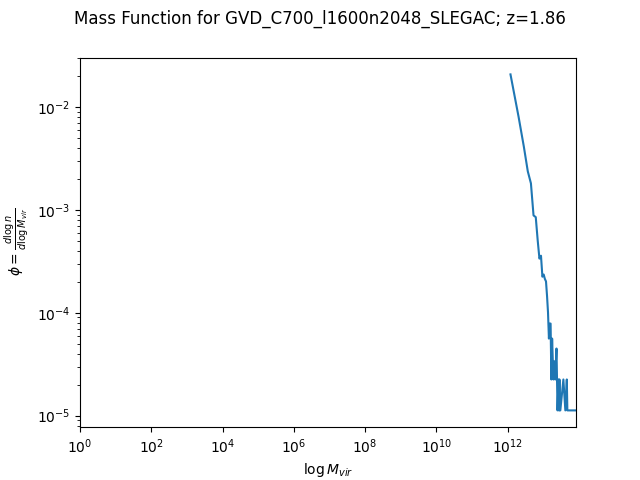 Mass Function for GVD_C700_l1600n2048_SLEGAC; z=1.86
10^-2
10^-3
10^-4
10^-5
ϕ = d log n / d log M_vir
10^0 10^2 10^4 10^6 10^8 10^10 10^12
log M_vir